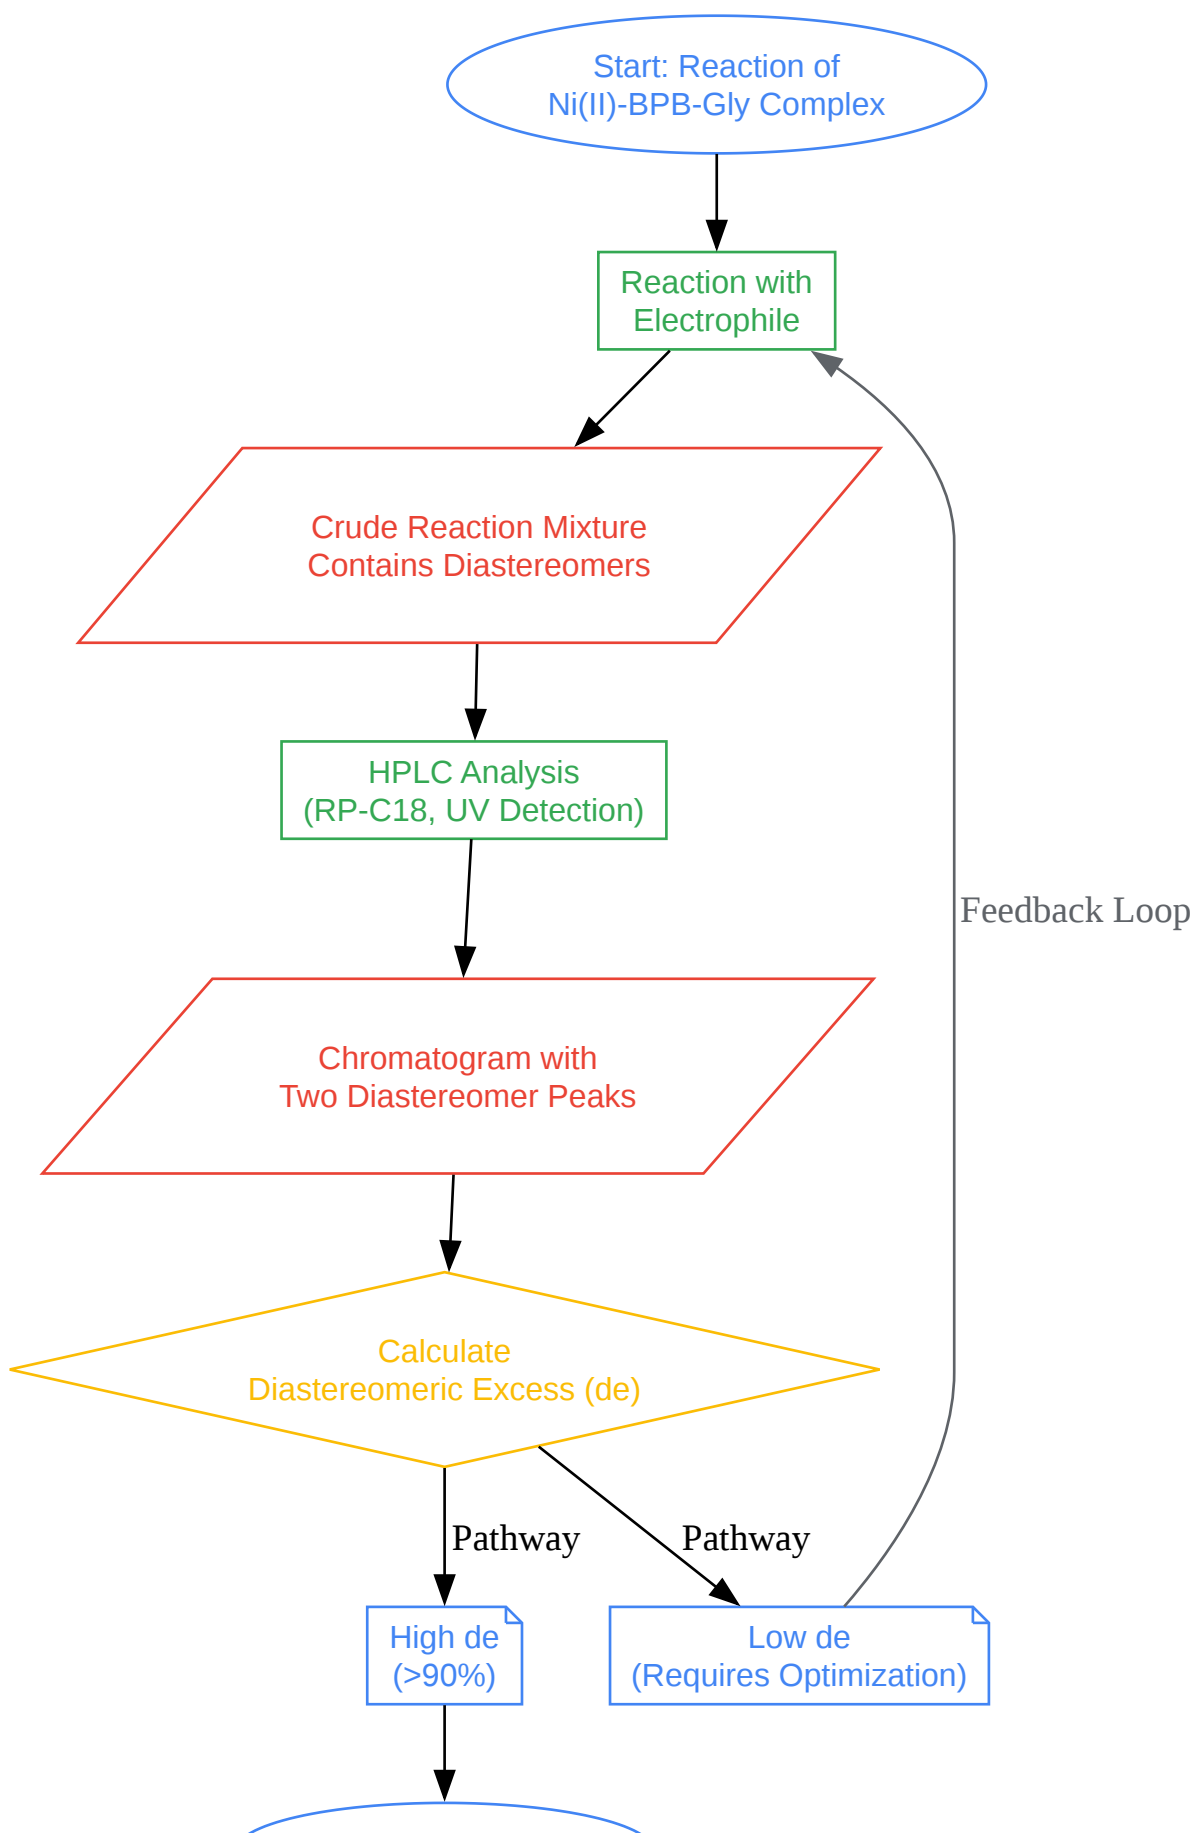 Start: Reaction of
Ni(II)-BPB-Gly Complex
Reaction with
Electrophile
Crude Reaction Mixture
Contains Diastereomers
HPLC Analysis
(RP-C18, UV Detection)
Feedback Loop
Chromatogram with
Two Diastereomer Peaks
Calculate
Diastereomeric Excess (de)
Pathway
Pathway
High de
(>90%)
Low de
(Requires Optimization)